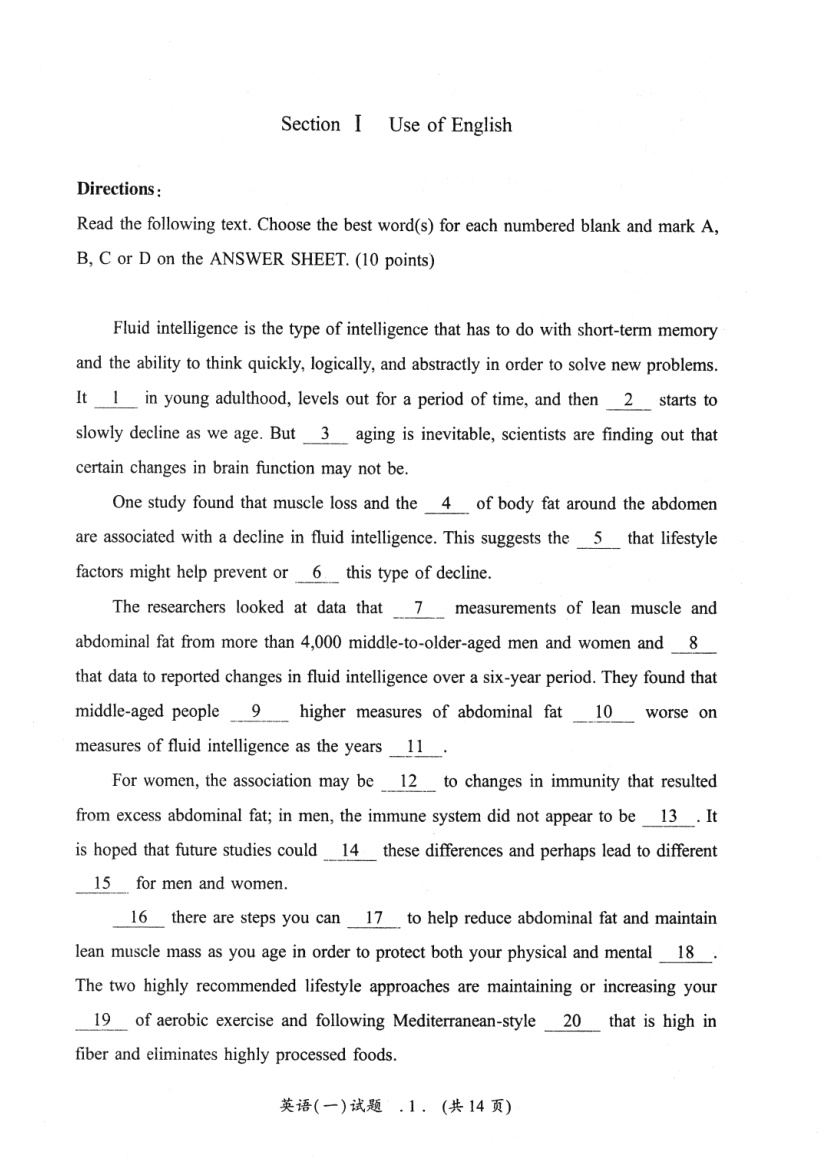 Section Ⅰ Use of English
Directions:
Read the following text. Choose the best word(s) for each numbered blank and mark A,
B, C or D on the ANSWER SHEET. (10 points)
Fluid intelligence is the type of intelligence that has to do with short-term memory
and the ability to think quickly, logically, and abstractly in order to solve new problems.
It 1 in young adulthood, levels out for a period of time, and then 2 starts to
slowly decline as we age. But 3 aging is inevitable, scientists are finding out that
certain changes in brain function may not be.
One study found that muscle loss and the 4 of body fat around the abdomen
are associated with a decline in fluid intelligence. This suggests the 5 that lifestyle
factors might help prevent or 6 this type of decline.
The researchers looked at data that 7 measurements of lean muscle and
abdominal fat from more than 4,000 middle-to-older-aged men and women and 8
that data to reported changes in fluid intelligence over a six-year period. They found that
middle-aged people 9 higher measures of abdominal fat 10 worse on
measures of fluid intelligence as the years 11 .
For women, the association may be 12 to changes in immunity that resulted
from excess abdominal fat; in men, the immune system did not appear to be 13 . It
is hoped that future studies could 14 these differences and perhaps lead to different
15 for men and women.
16 there are steps you can 17 to help reduce abdominal fat and maintain
lean muscle mass as you age in order to protect both your physical and mental 18 .
The two highly recommended lifestyle approaches are maintaining or increasing your
19 of aerobic exercise and following Mediterranean-style 20 that is high in
fiber and eliminates highly processed foods.
英语(一)试题 .1. (共14页)